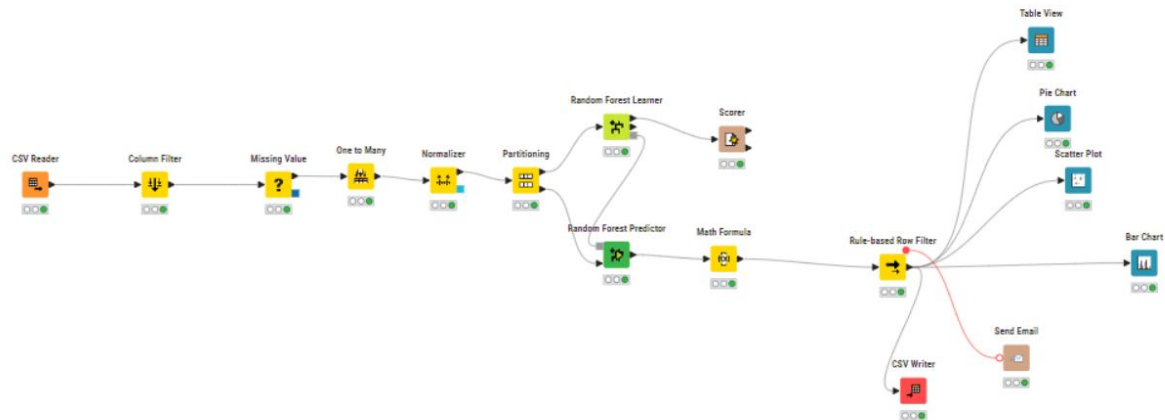 Table View
Pie Chart
Random Forest Learner
Scorer
Scatter Plot
CSV Reader
Column Filter
Missing Value
One to Many
Normalizer
Partitioning
Random Forest Predictor
Math Formula
Rule-based Row Filter
Bar Chart
Send Email
CSV Writer